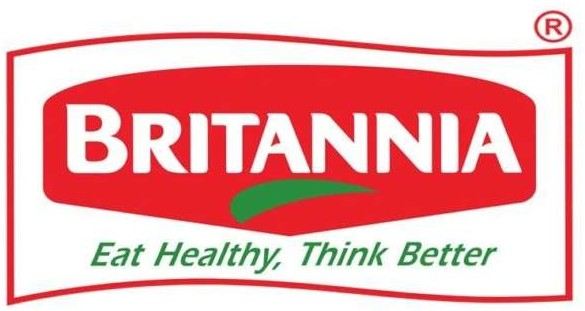 ®
BRITANNIA
Eat Healthy, Think Better